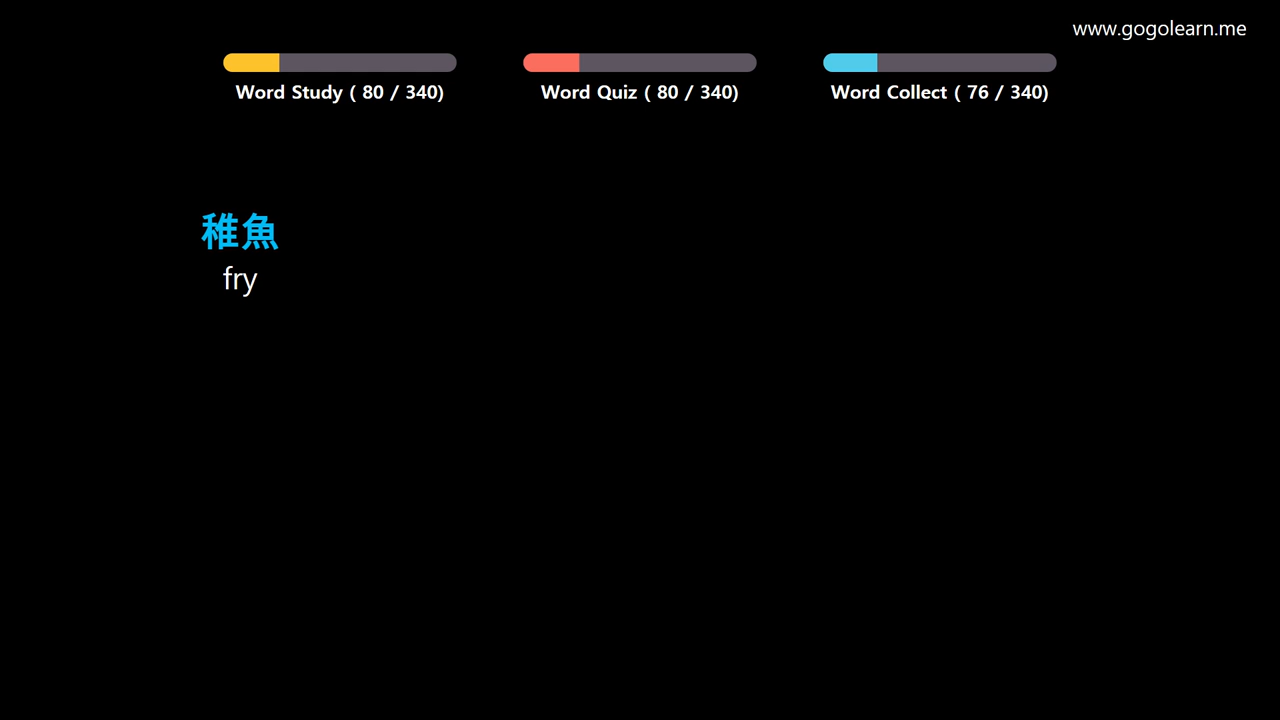 www.gogolearn.me
Word Study ( 80 / 340)
Word Quiz ( 80 / 340)
Word Collect ( 76 / 340)
稚魚
fry